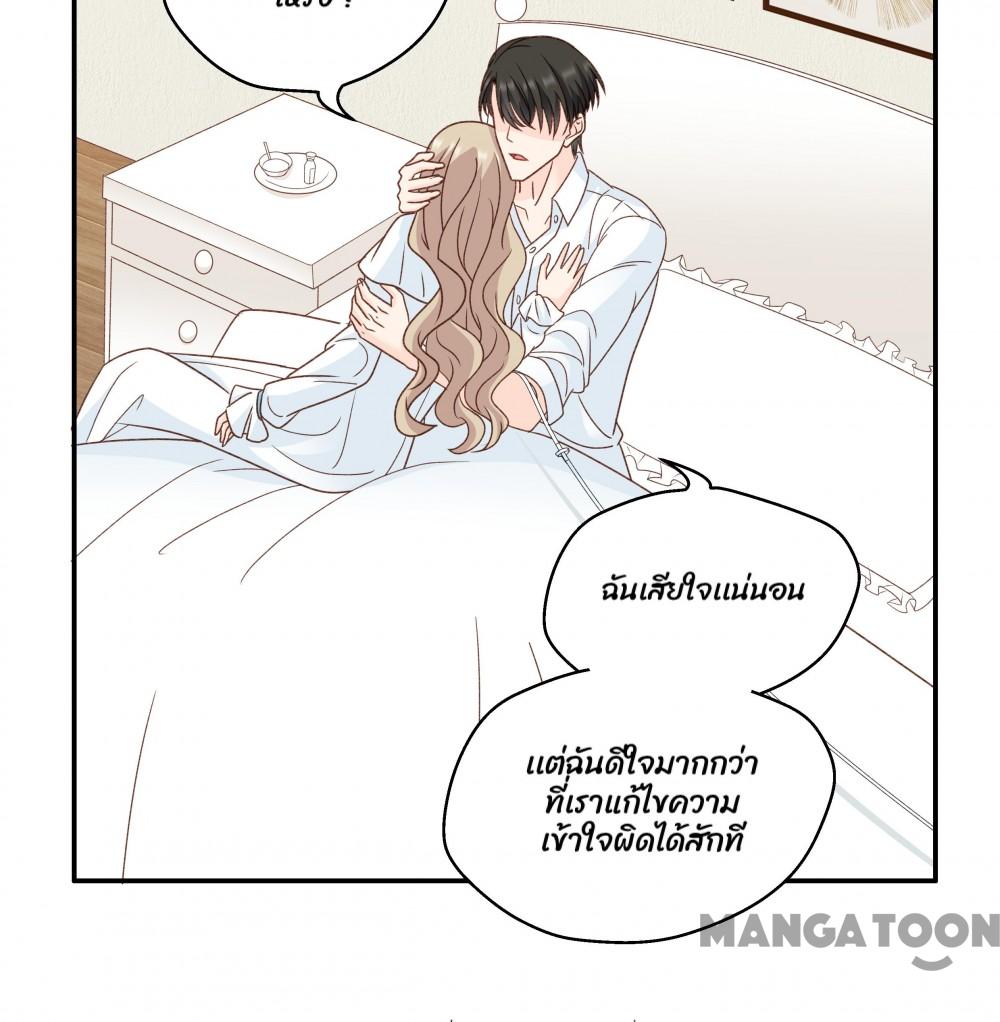 ฉันเสียใจแน่นอน
แต่ฉันดีใจมากกว่า
ที่เราแก้ไขความ
เข้าใจผิดได้สักที
MANGATOON